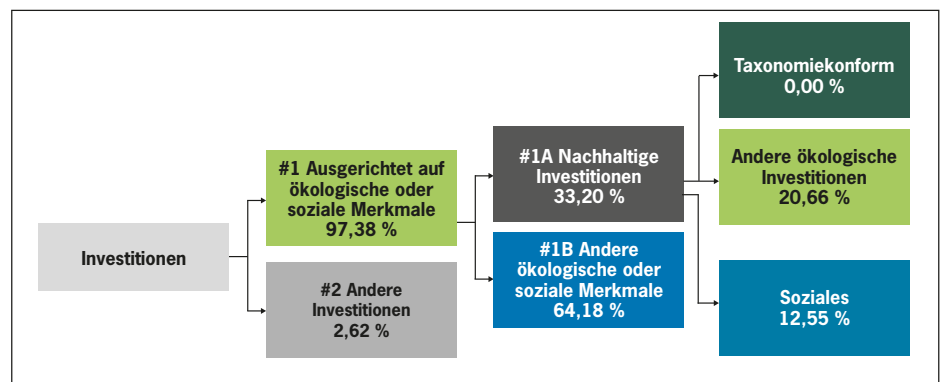 Investitionen
#1 Ausgerichtet auf
ökologische oder
soziale Merkmale
97,38 %
#2 Andere
Investitionen
2,62 %
#1A Nachhaltige
Investitionen
33,20 %
#1B Andere
ökologische oder
soziale Merkmale
64,18 %
Taxonomiekonform
0,00 %
Andere ökologische
Investitionen
20,66 %
Soziales
12,55 %